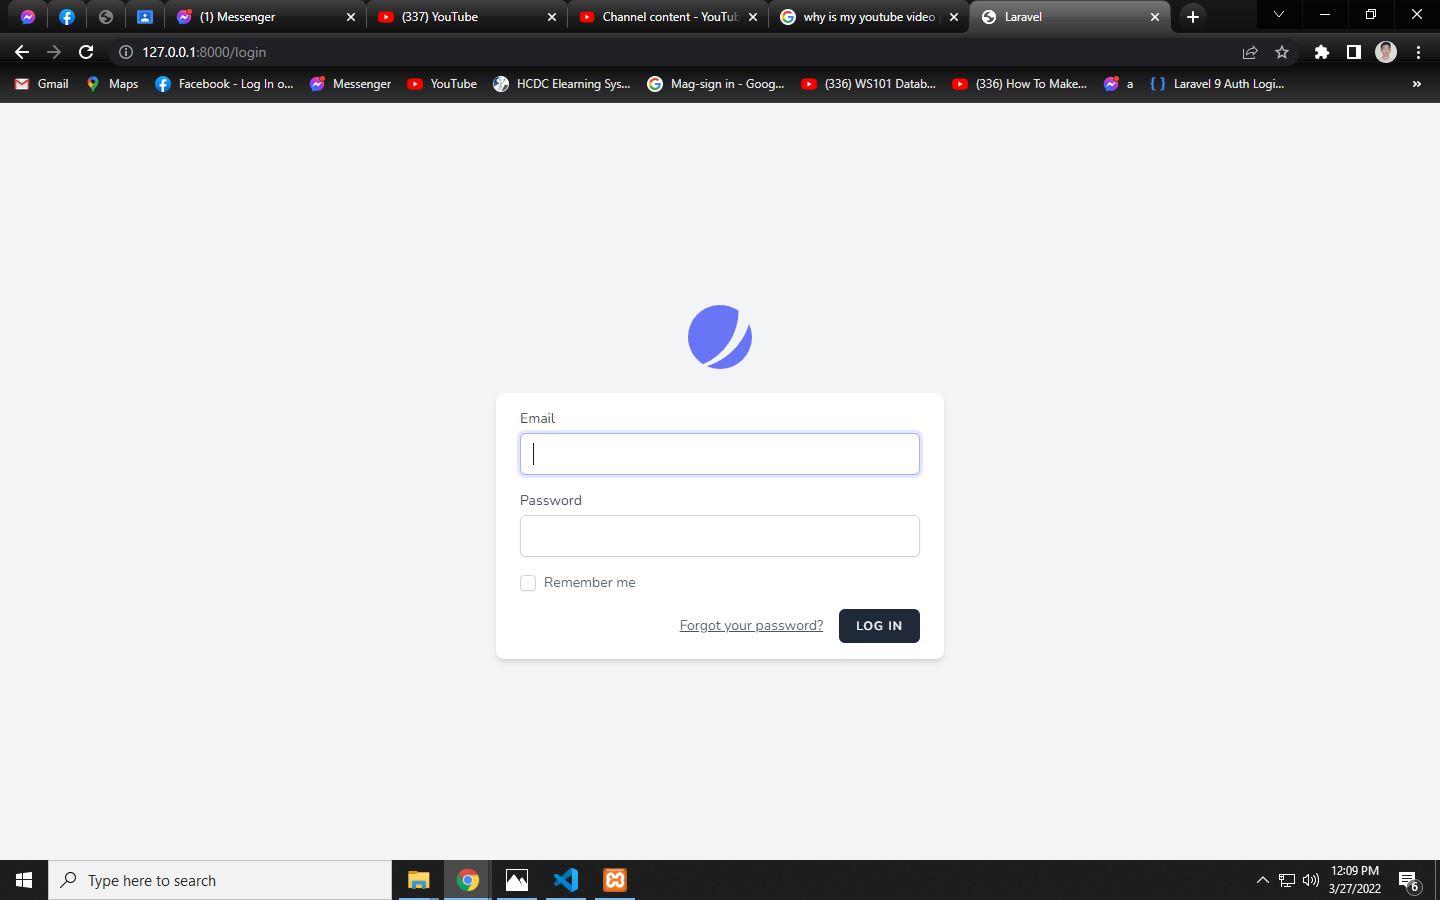 (1) Messenger
(337) YouTube
Channel content - YouTub
why is my youtube video
Laravel
127.0.0.1:8000/login
Gmail
Maps
Facebook - Log In o...
Messenger
YouTube
HCDC Elearning Sys...
Mag-sign in - Goog...
(336) WS101 Datab...
(336) How To Make...
a
Laravel 9 Auth Logi...
Email
Password
Remember me
Forgot your password?
LOG IN
Type here to search
12:09 PM
3/27/2022
6